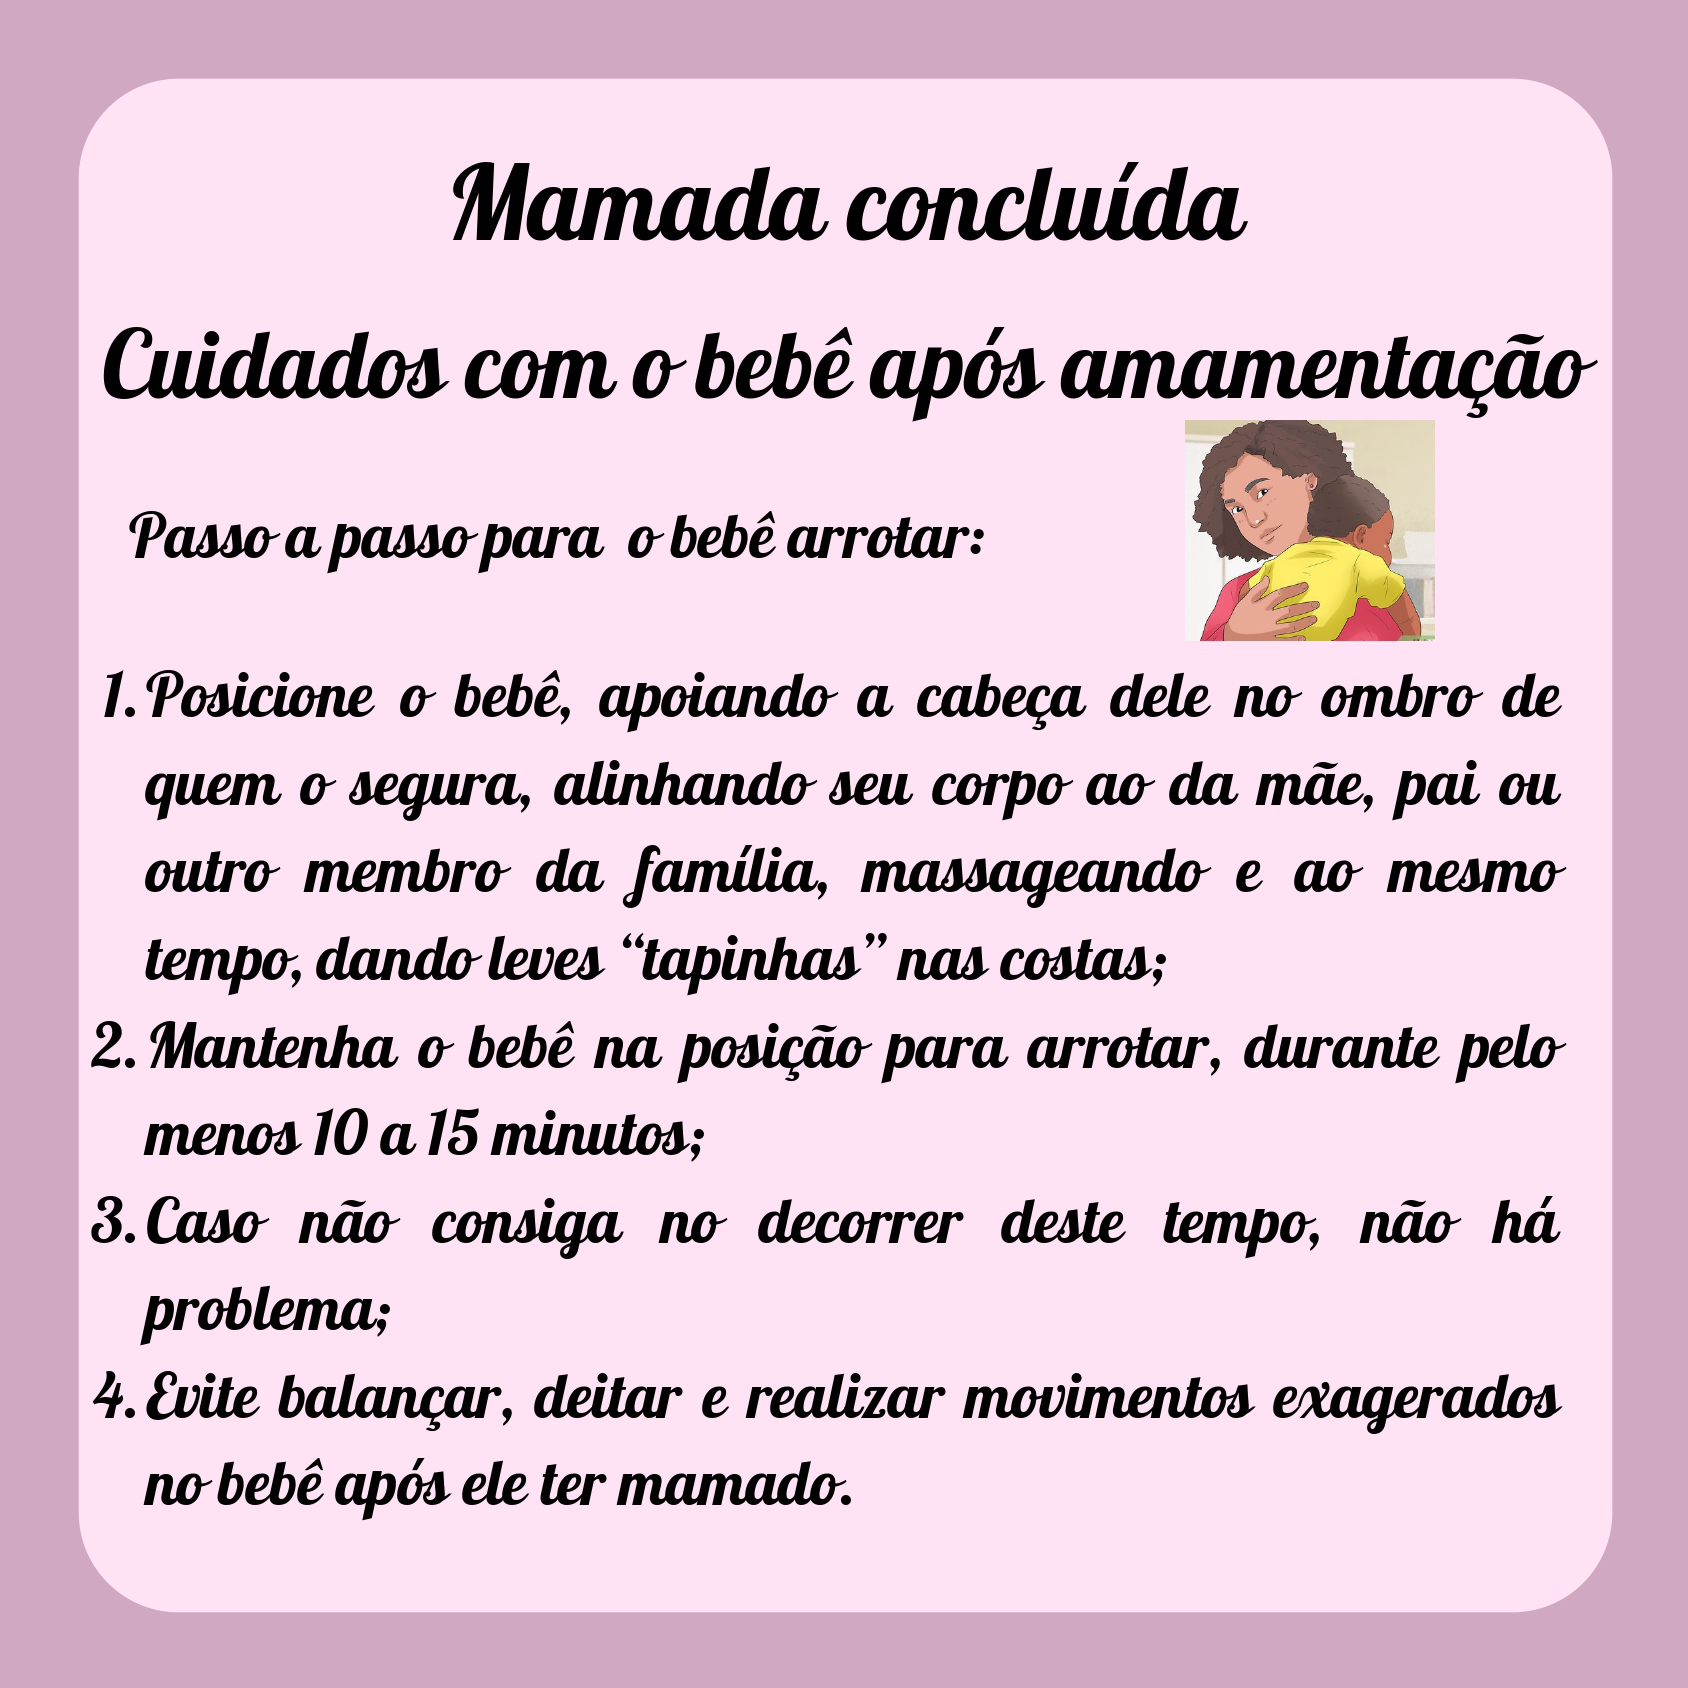 Mamada concluída
Cuidados com o bebê após amamentação
Passo a passo para o bebê arrotar:
1. Posicione o bebê, apoiando a cabeça dele no ombro de
quem o segura, alinhando seu corpo ao da mãe, pai ou
outro membro da família, massageando e ao mesmo
tempo, dando leves “tapinhas” nas costas;
2. Mantenha o bebê na posição para arrotar, durante pelo
menos 10 a 15 minutos;
3. Caso não consiga no decorrer deste tempo, não há
problema;
4. Evite balançar, deitar e realizar movimentos exagerados
no bebê após ele ter mamado.